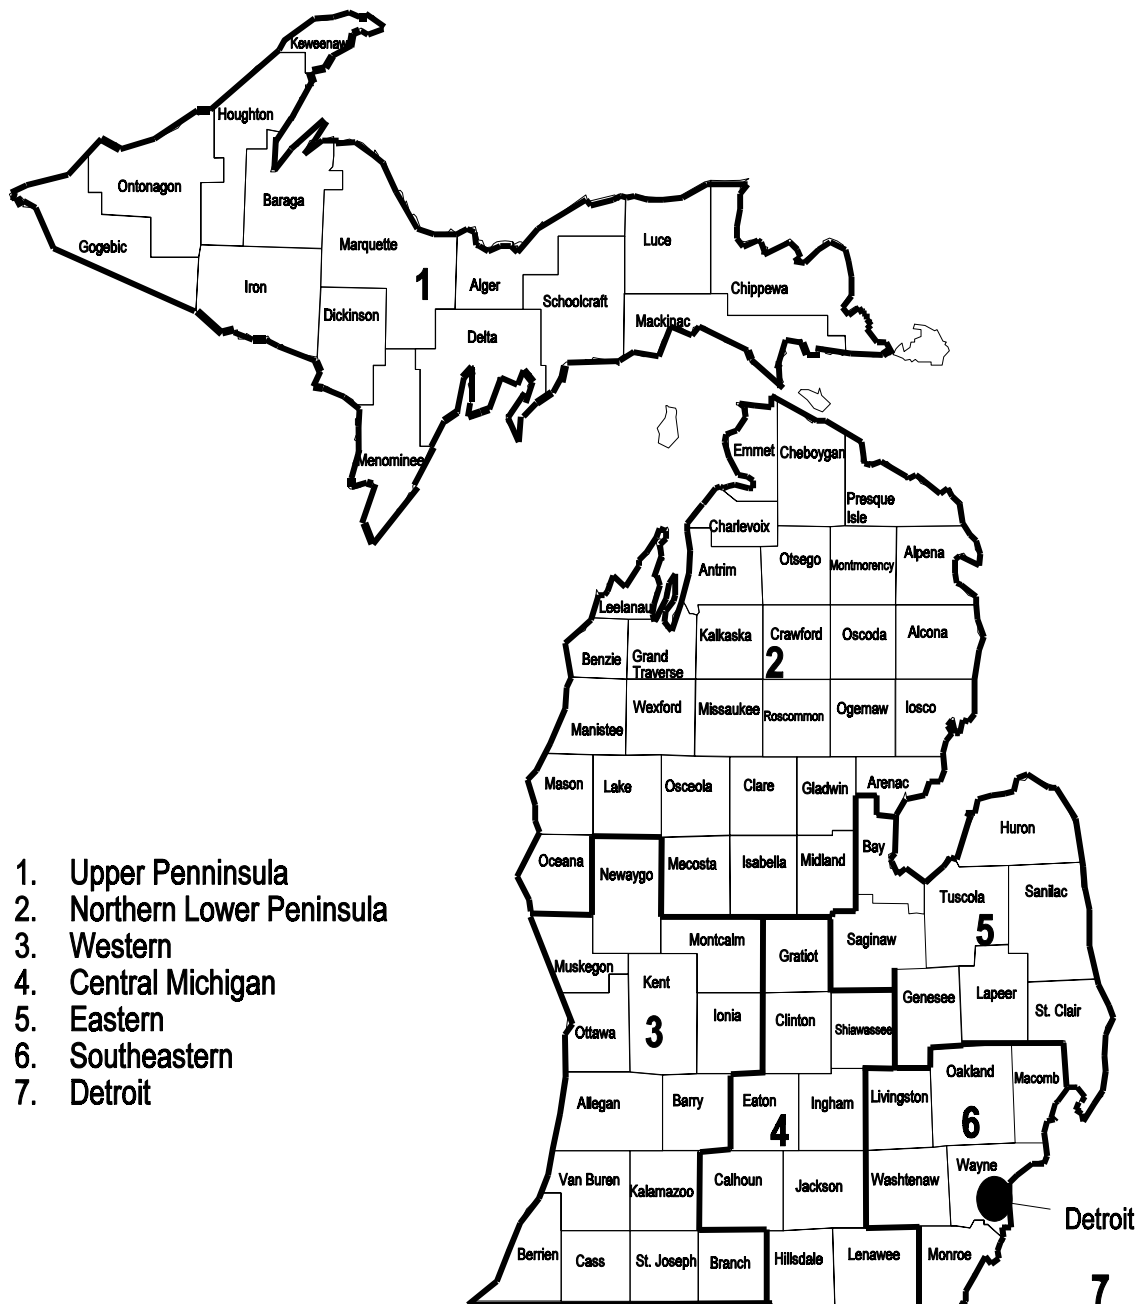 Keweenaw
Houghton
Ontonagon
Baraga
Gogebic
Marquette
Luce
Iron
1
Alger
Chippewa
Schoolcraft
Dickinson
Mackinac
Delta
Menominee
Emmet
Cheboygan
Presque
Isle
Charlevoix
Antrim
Otsego
Montmorency
Alpena
Leelanau
Kalkaska
Crawford
Oscoda
Alcona
Benzie
Grand
Traverse
2
Manistee
Wexford
Missaukee
Roscommon
Ogemaw
Iosco
Mason
Lake
Osceola
Clare
Gladwin
Arenac
Huron
Oceana
Newaygo
Mecosta
Isabella
Midland
Bay
Tuscola
Sanilac
5
1. Upper Penninsula
2. Northern Lower Peninsula
3. Western
4. Central Michigan
5. Eastern
6. Southeastern
7. Detroit
Muskegon
Montcalm
Gratiot
Saginaw
Kent
Genesee
Lapeer
St. Clair
Ottawa
3
Ionia
Clinton
Shiawassee
Allegan
Barry
Eaton
Ingham
Livingston
Oakland
Macomb
4
6
Van Buren
Kalamazoo
Calhoun
Jackson
Washtenaw
Wayne
Detroit
Berrien
Cass
St. Joseph
Branch
Hillsdale
Lenawee
Monroe
7